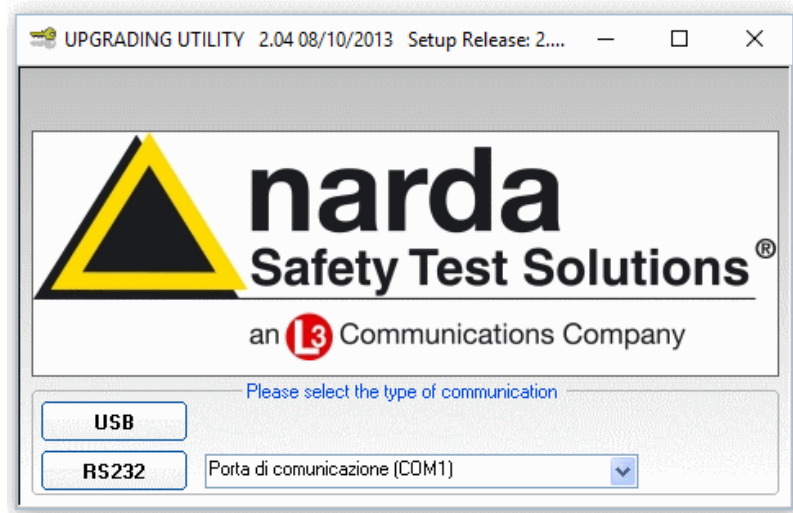 UPGRADING UTILITY 2.04 08/10/2013 Setup Release: 2....
narda
Safety Test Solutions®
an L3 Communications Company
Please select the type of communication
USB
RS232
Porta di comunicazione (COM1)